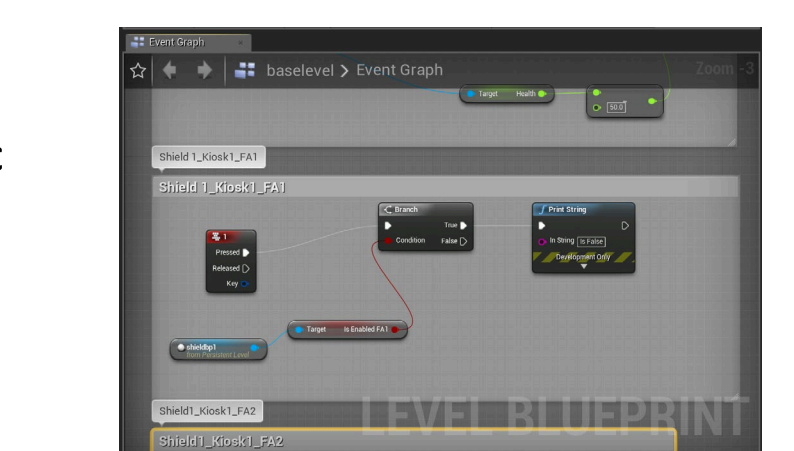 Event Graph
baselevel > Event Graph
Zoom -3
Target Health
50.0
Shield 1_Kiosk1_FA1
Shield 1_Kiosk1_FA1
Branch
True
Condition False
Print String
In String Is False
Development Only
1
Pressed
Released
Key
Target Is Enabled FA1
shieldbp1
from Persistent Level
Shield1_Kiosk1_FA2
LEVEL BLUEPRINT
Shield1_Kiosk1_FA2